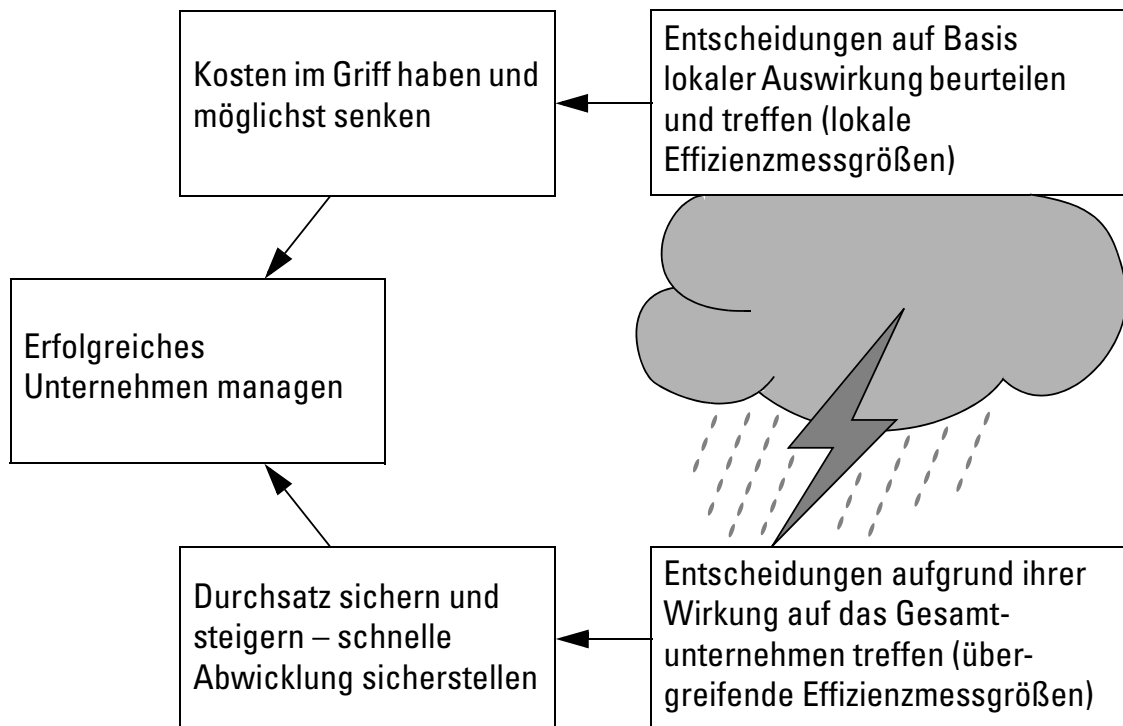 Kosten im Griff haben und
möglichst senken
Entscheidungen auf Basis
lokaler Auswirkung beurteilen
und treffen (lokale
Effizienzmessgrößen)
Erfolgreiches
Unternehmen managen
Durchsatz sichern und
steigern – schnelle
Abwicklung sicherstellen
Entscheidungen aufgrund ihrer
Wirkung auf das Gesamt-
unternehmen treffen (über-
greifende Effizienzmessgrößen)